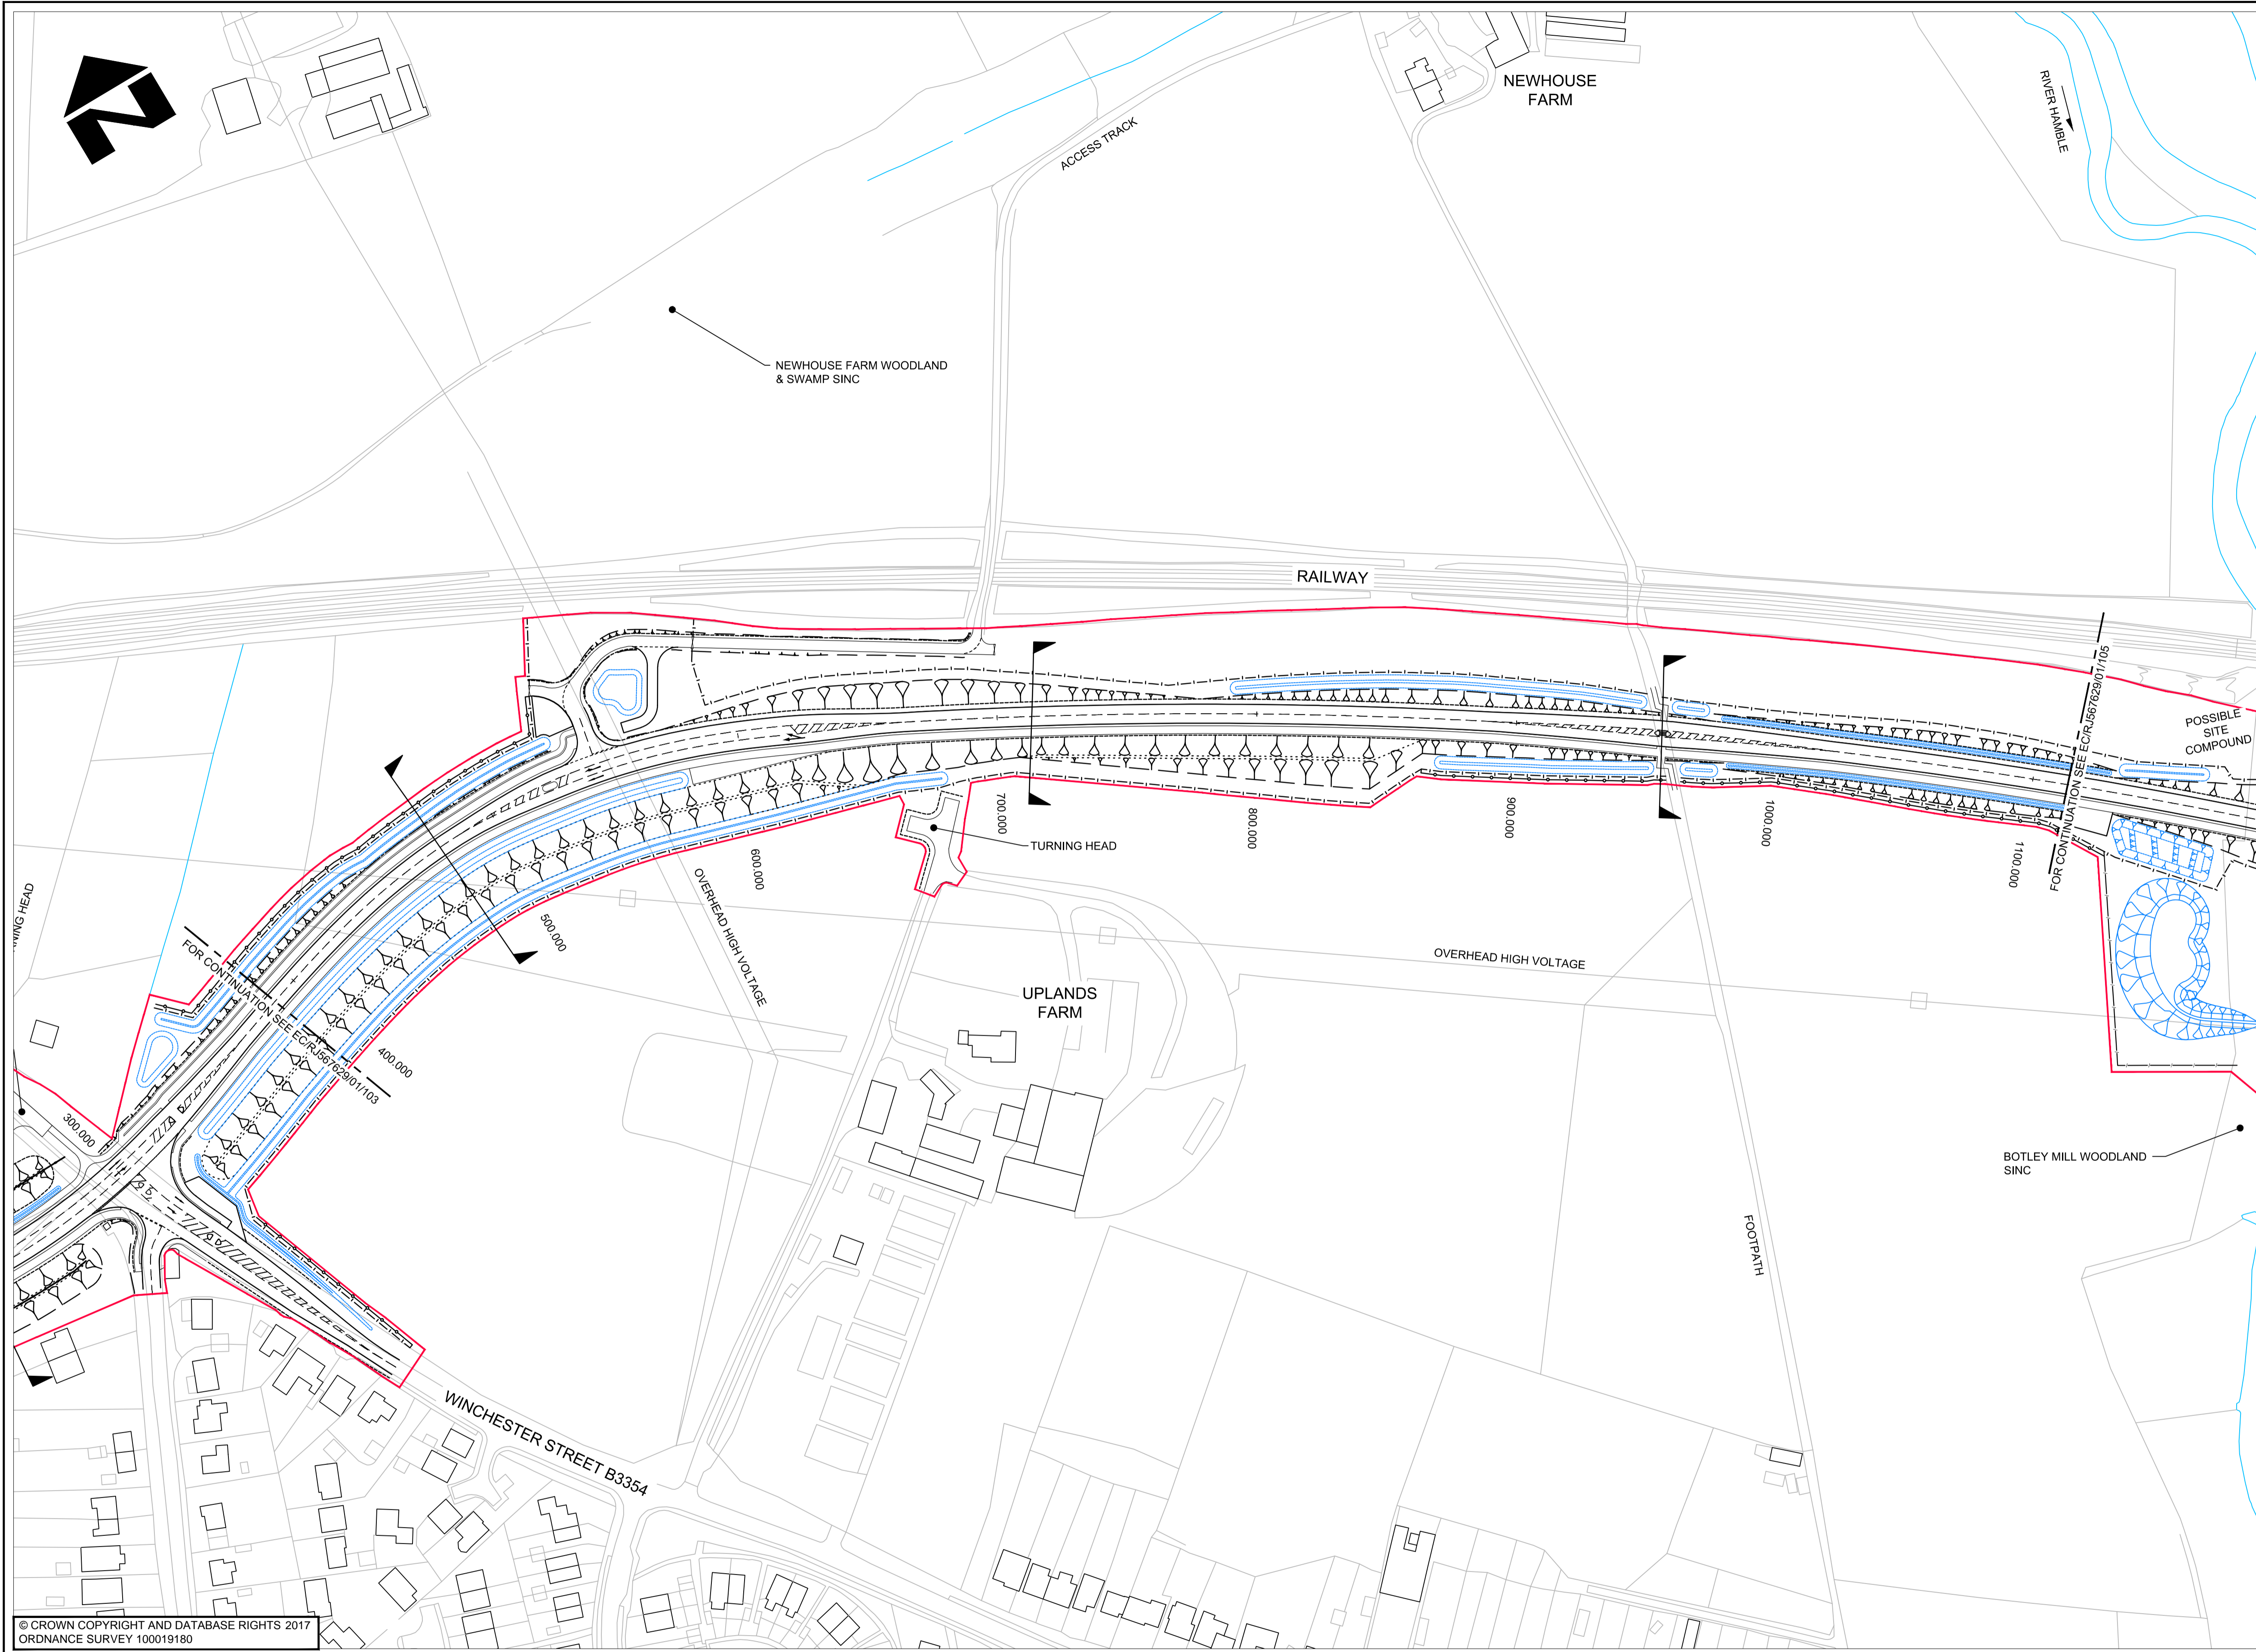 NEWHOUSE
FARM
RIVER HAMBLE
ACCESS TRACK
NEWHOUSE FARM WOODLAND
& SWAMP SINC
RAILWAY
FOR CONTINUATION SEE EC/RJ567629/01/105
POSSIBLE
SITE
COMPOUND
700.000
800.000
900.000
1000.000
1100.000
TURNING HEAD
600.000
500.000
400.000
300.000
OVERHEAD HIGH VOLTAGE
OVERHEAD HIGH VOLTAGE
FOR CONTINUATION SEE EC/RJ567629/01/103
UPLANDS
FARM
BOTLEY MILL WOODLAND
SINC
FOOTPATH
WINCHESTER STREET B3354
HEAD
© CROWN COPYRIGHT AND DATABASE RIGHTS 2017
ORDNANCE SURVEY 100019180